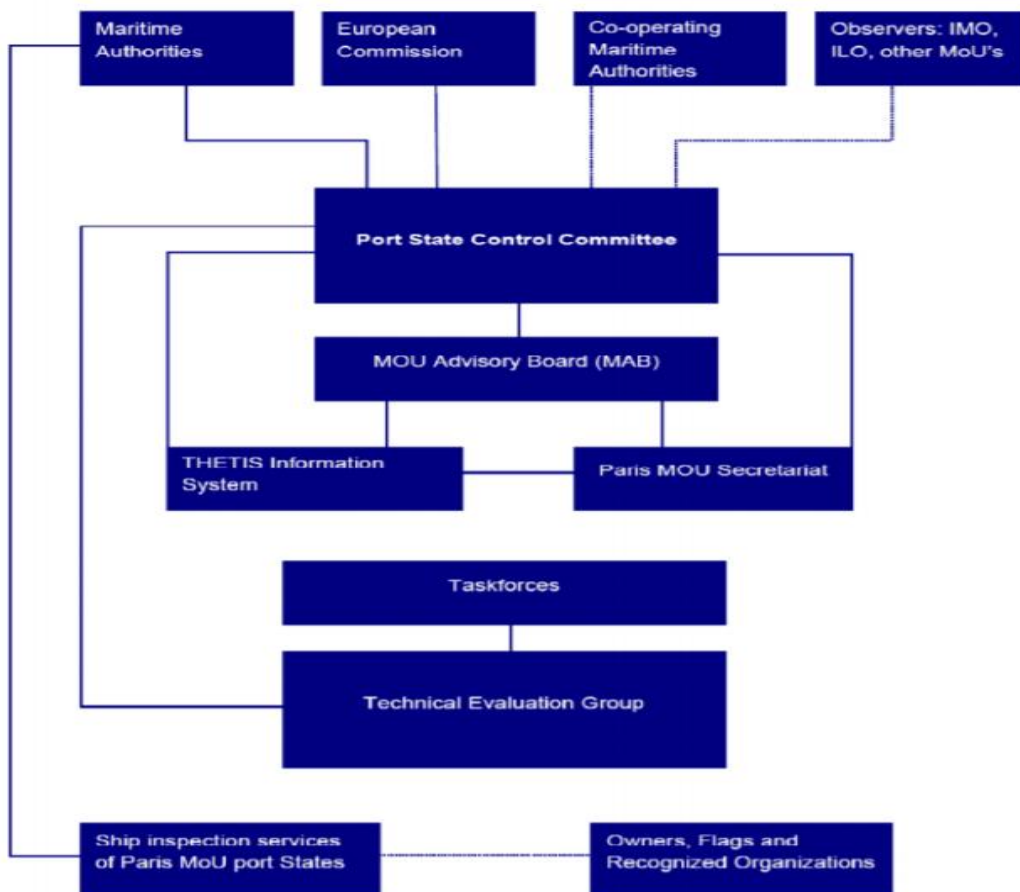 Maritime
Authorities
European
Commission
Co-operating
Maritime
Authorities
Observers: IMO,
ILO, other MoU's
Port State Control Committee
MOU Advisory Board (MAB)
THETIS Information
System
Paris MOU Secretariat
Taskforces
Technical Evaluation Group
Ship inspection services
of Paris MoU port States
Owners, Flags and
Recognized Organizations